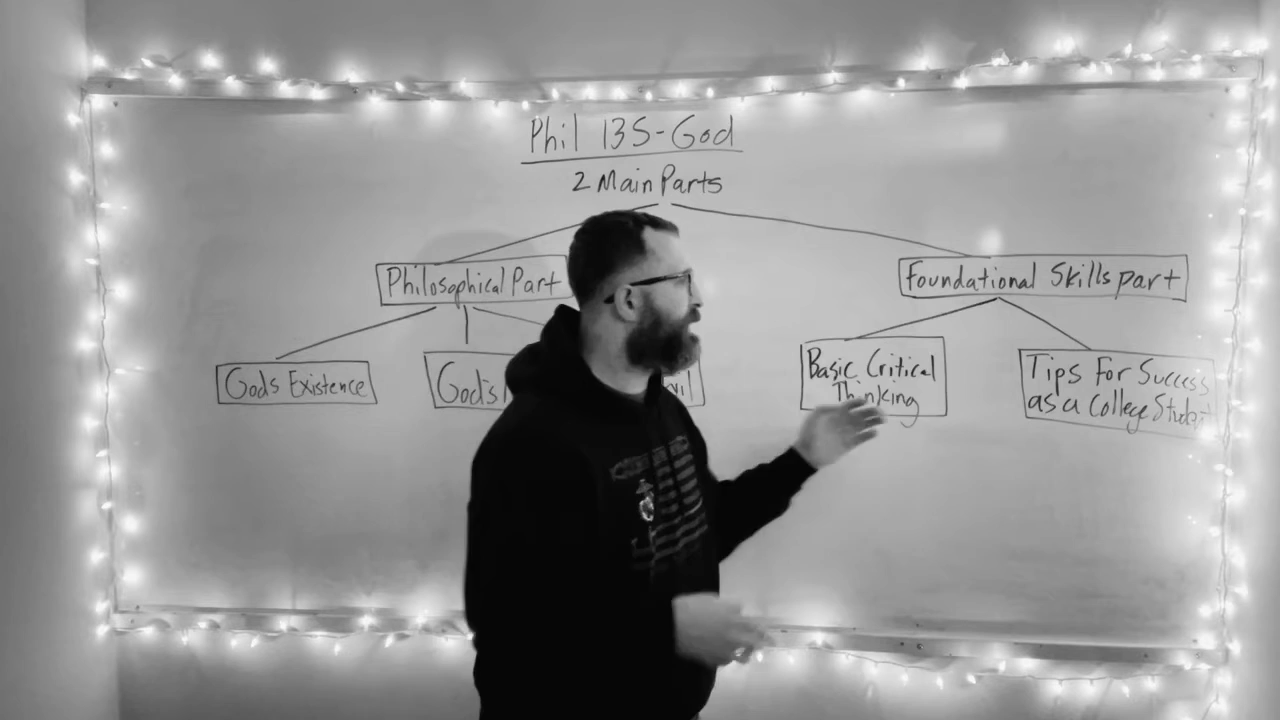 Phil 135-God
2 Main Parts
Philosophical Part
Foundational Skills part
Gods Existence
God's
Basic Critical
Thinking
Tips For Success
as a College Student